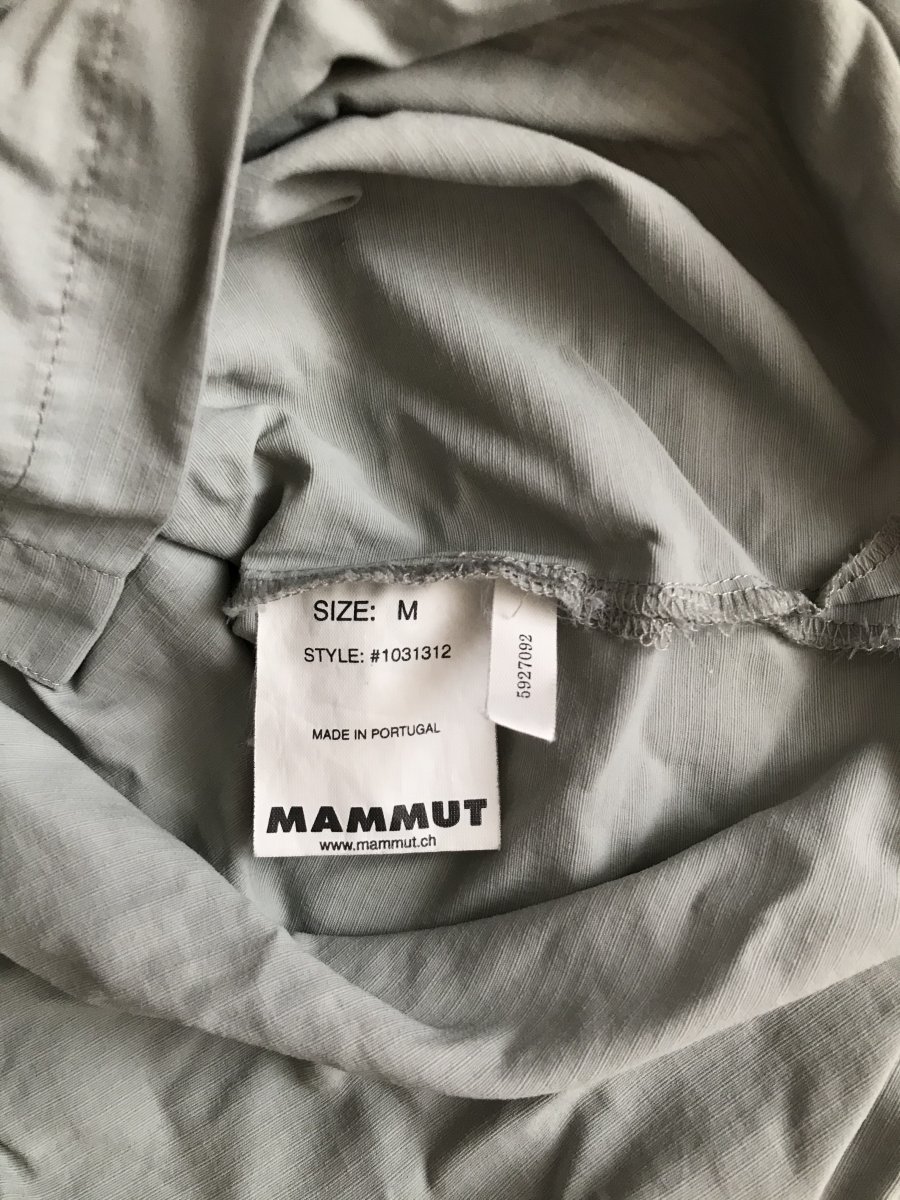 SIZE: M
STYLE: #1031312
MADE IN PORTUGAL
MAMMUT
www.mammut.ch
5927092